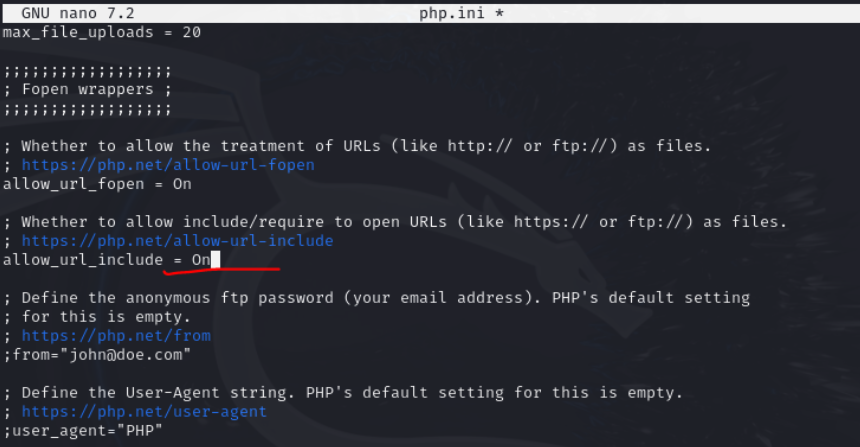 GNU nano 7.2 php.ini *
max_file_uploads = 20
;;;;;;;;;;;;;;;;;;
; Fopen wrappers ;
;;;;;;;;;;;;;;;;;;
; Whether to allow the treatment of URLs (like http:// or ftp://) as files.
; https://php.net/allow-url-fopen
allow_url_fopen = On
; Whether to allow include/require to open URLs (like https:// or ftp://) as files.
; https://php.net/allow-url-include
allow_url_include = On
; Define the anonymous ftp password (your email address). PHP's default setting
; for this is empty.
; https://php.net/from
;from="john@doe.com"
; Define the User-Agent string. PHP's default setting for this is empty.
; https://php.net/user-agent
;user_agent="PHP"